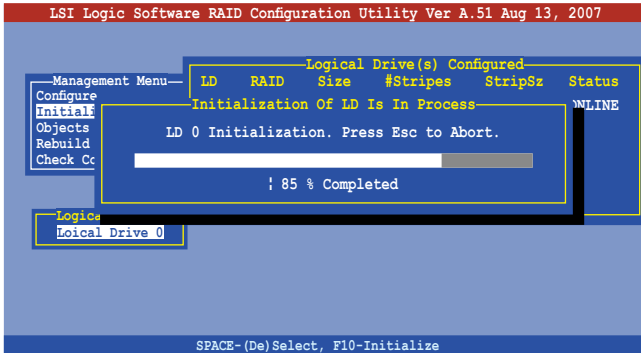 LSI Logic Software RAID Configuration Utility Ver A.51 Aug 13, 2007
Logical Drive(s) Configured
LD RAID Size #Stripes StripSz Status
ONLINE
Management Menu
Configure
Initiali
Objects
Rebuild
Check Co
Initialization Of LD Is In Process
LD 0 Initialization. Press Esc to Abort.
¦ 85 % Completed
Logica
Loical Drive 0
SPACE-(De)Select, F10-Initialize